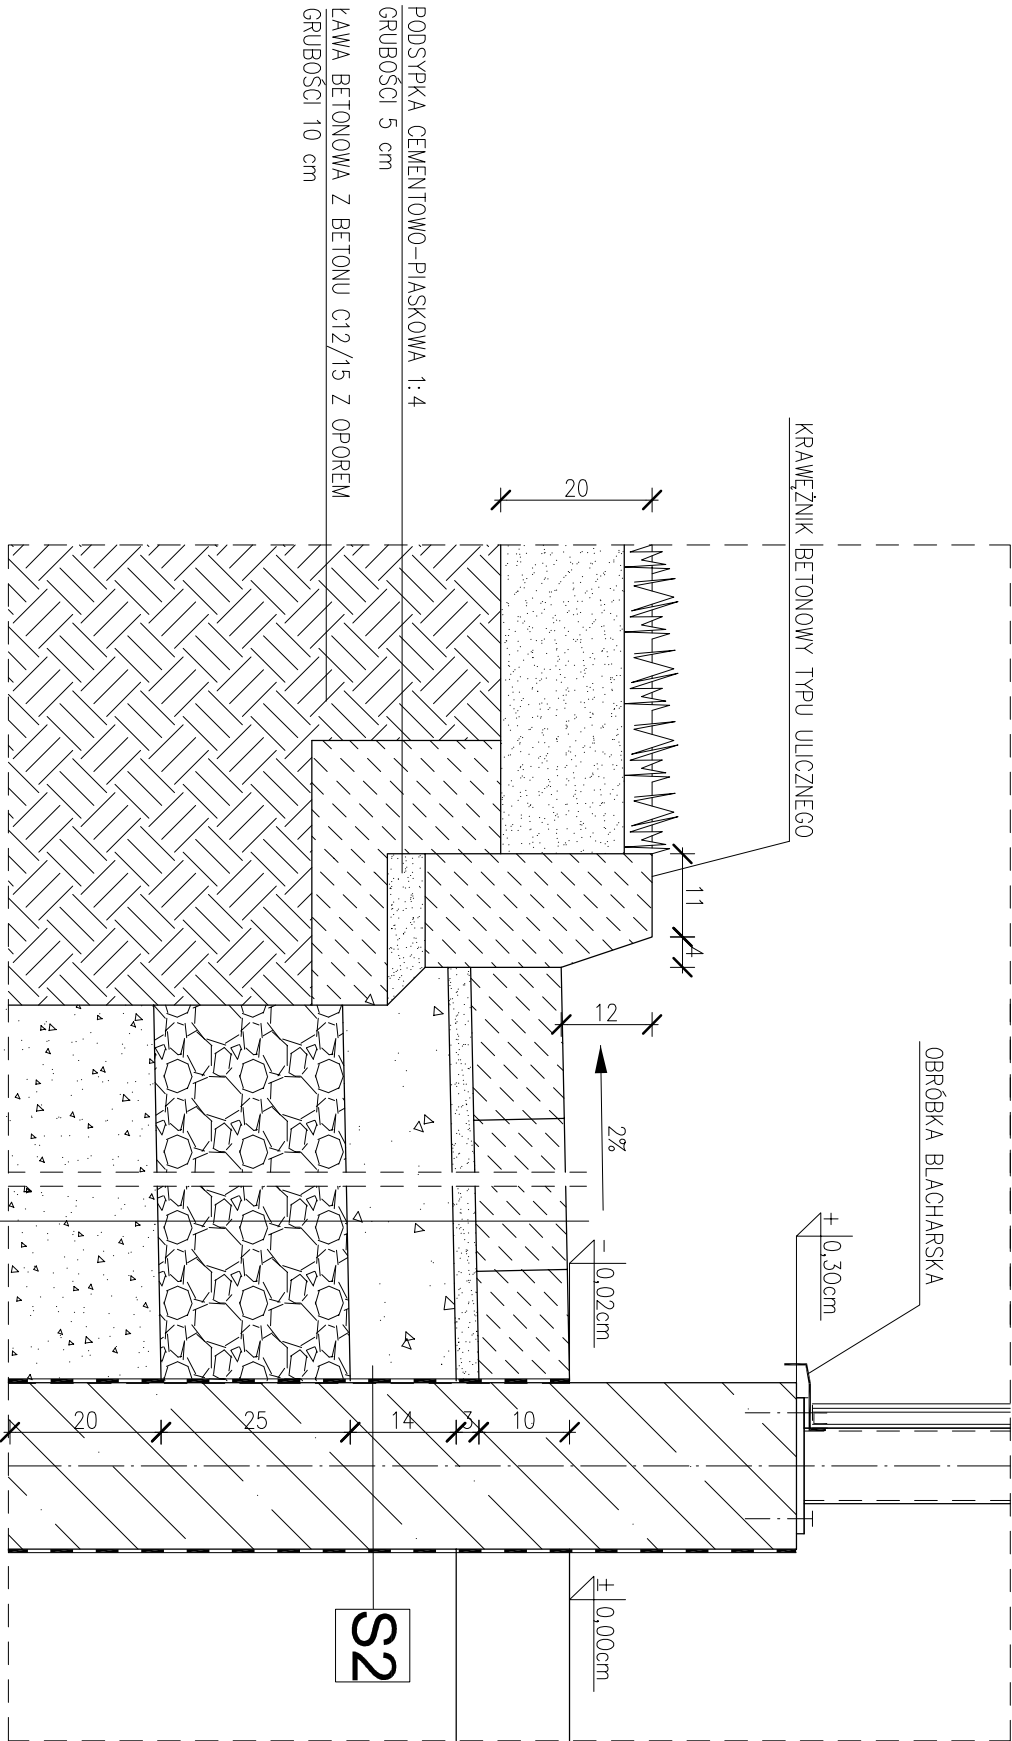 PODSYPKA CEMENTOWO-PIASKOWA 1:4
GRUBOŚCI 5 cm
ŁAWA BETONOWA Z BETONU C12/15 Z OPOREM
GRUBOŚCI 10 cm
KRAWĘŻNIK BETONOWY TYPU ULICZNEGO
OBRÓBKA BLACHARSKA
20
11
4
12
2%
+ 0,30cm
- 0,02cm
± 0,00cm
20
25
14
3
10
S2